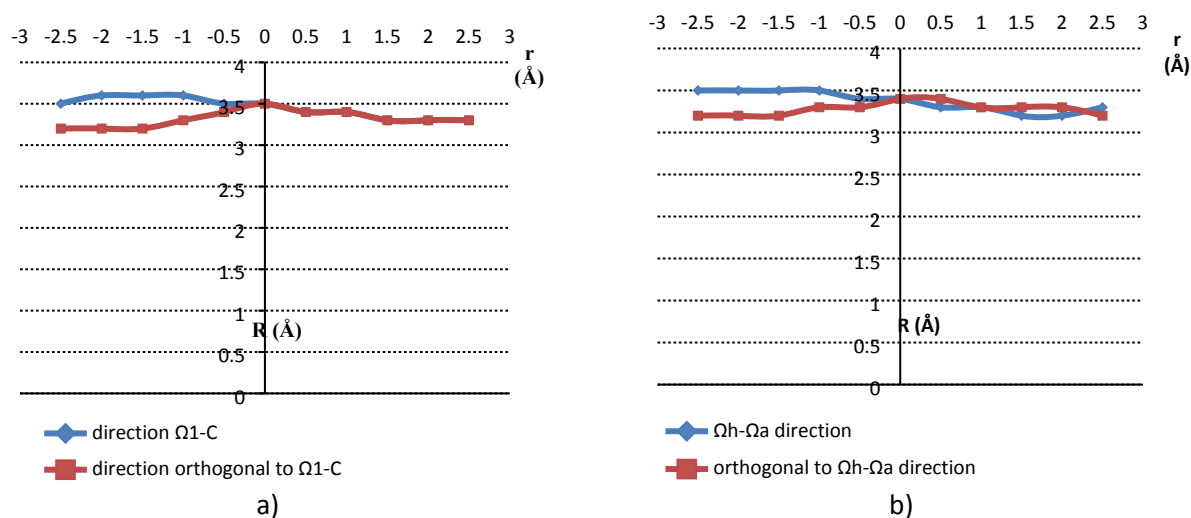 -3 -2.5 -2 -1.5 -1 -0.5 0 0.5 1 1.5 2 2.5 3
r
(Å)
4
3.5
3
2.5
2
1.5
1
R (Å)
0.5
0
direction Ω1-C
direction orthogonal to Ω1-C
a)
-3 -2.5 -2 -1.5 -1 -0.5 0 0.5 1 1.5 2 2.5 3
r
(Å)
4
3.5
3
2.5
2
1.5
1
R (Å)
0.5
0
Ωh-Ωa direction
orthogonal to Ωh-Ωa direction
b)